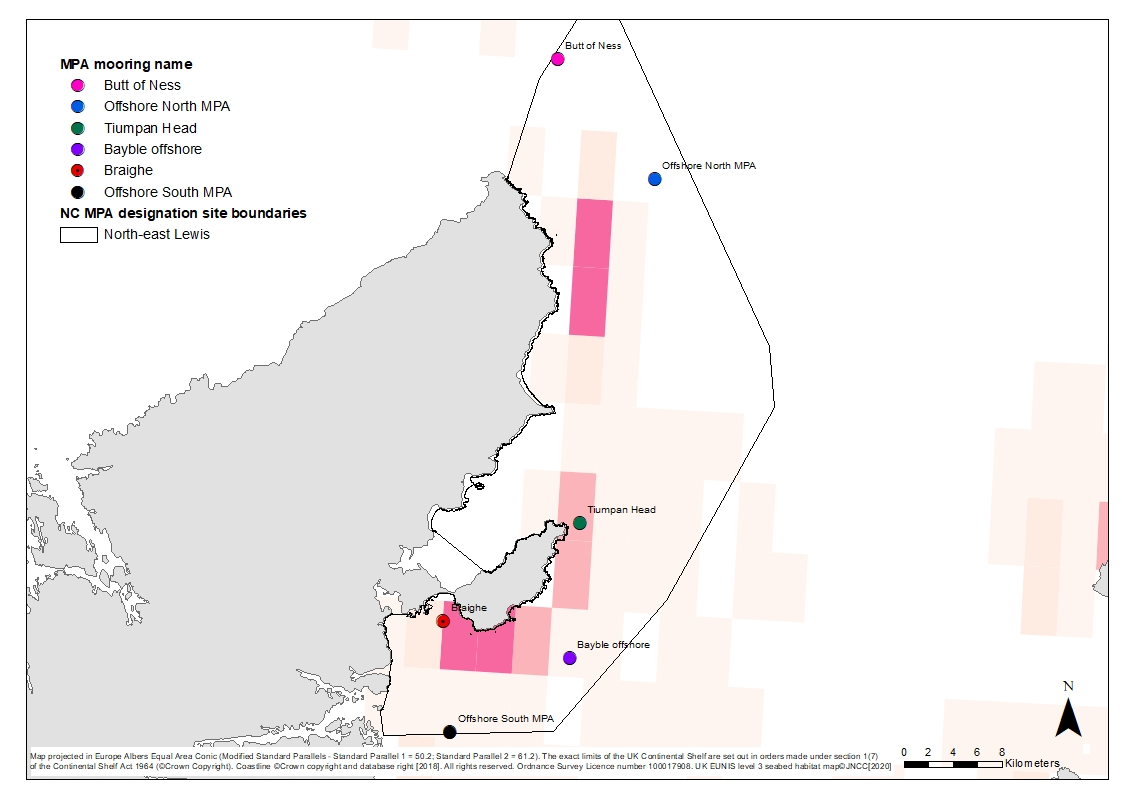 MPA mooring name
Butt of Ness
Offshore North MPA
Tiumpan Head
Bayble offshore
Braighe
Offshore South MPA
NC MPA designation site boundaries
North-east Lewis
Butt of Ness
Offshore North MPA
Tiumpan Head
Braighe
Bayble offshore
Offshore South MPA
N
0 2 4 6 8
Kilometers
Map projected in Europe Albers Equal Area Conic (Modified Standard Parallels - Standard Parallel 1 = 50.2; Standard Parallel 2 = 61.2). The exact limits of the UK Continental Shelf are set out in orders made under section 1(7)
of the Continental Shelf Act 1964 (©Crown Copyright). Coastline ©Crown copyright and database right [2018]. All rights reserved. Ordnance Survey Licence number 100017908. UK EUNIS level 3 seabed habitat map©JNCC[2020]